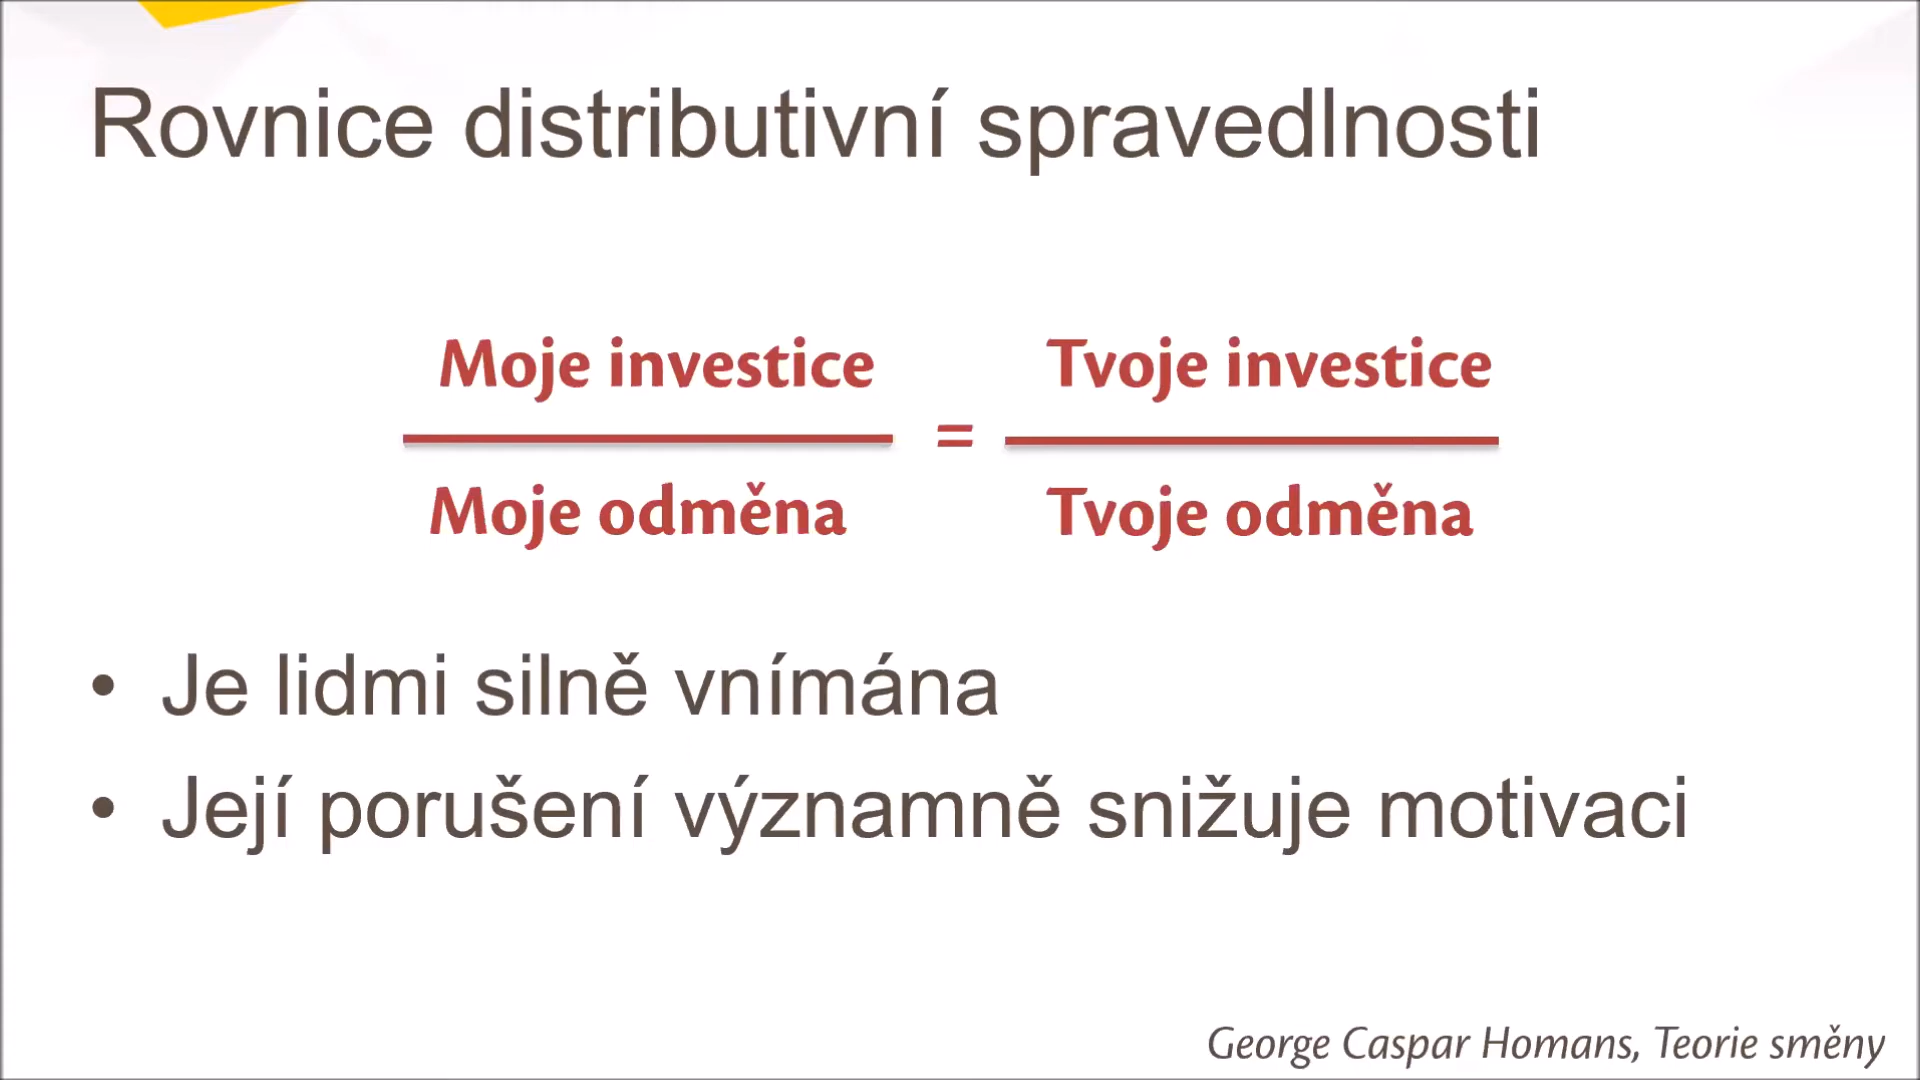 Rovnice distributivní spravedlnosti
Moje investice
Moje odměna
=
Tvoje investice
Tvoje odměna
• Je lidmi silně vnímána
• Její porušení významně snižuje motivaci
George Caspar Homans, Teorie směny